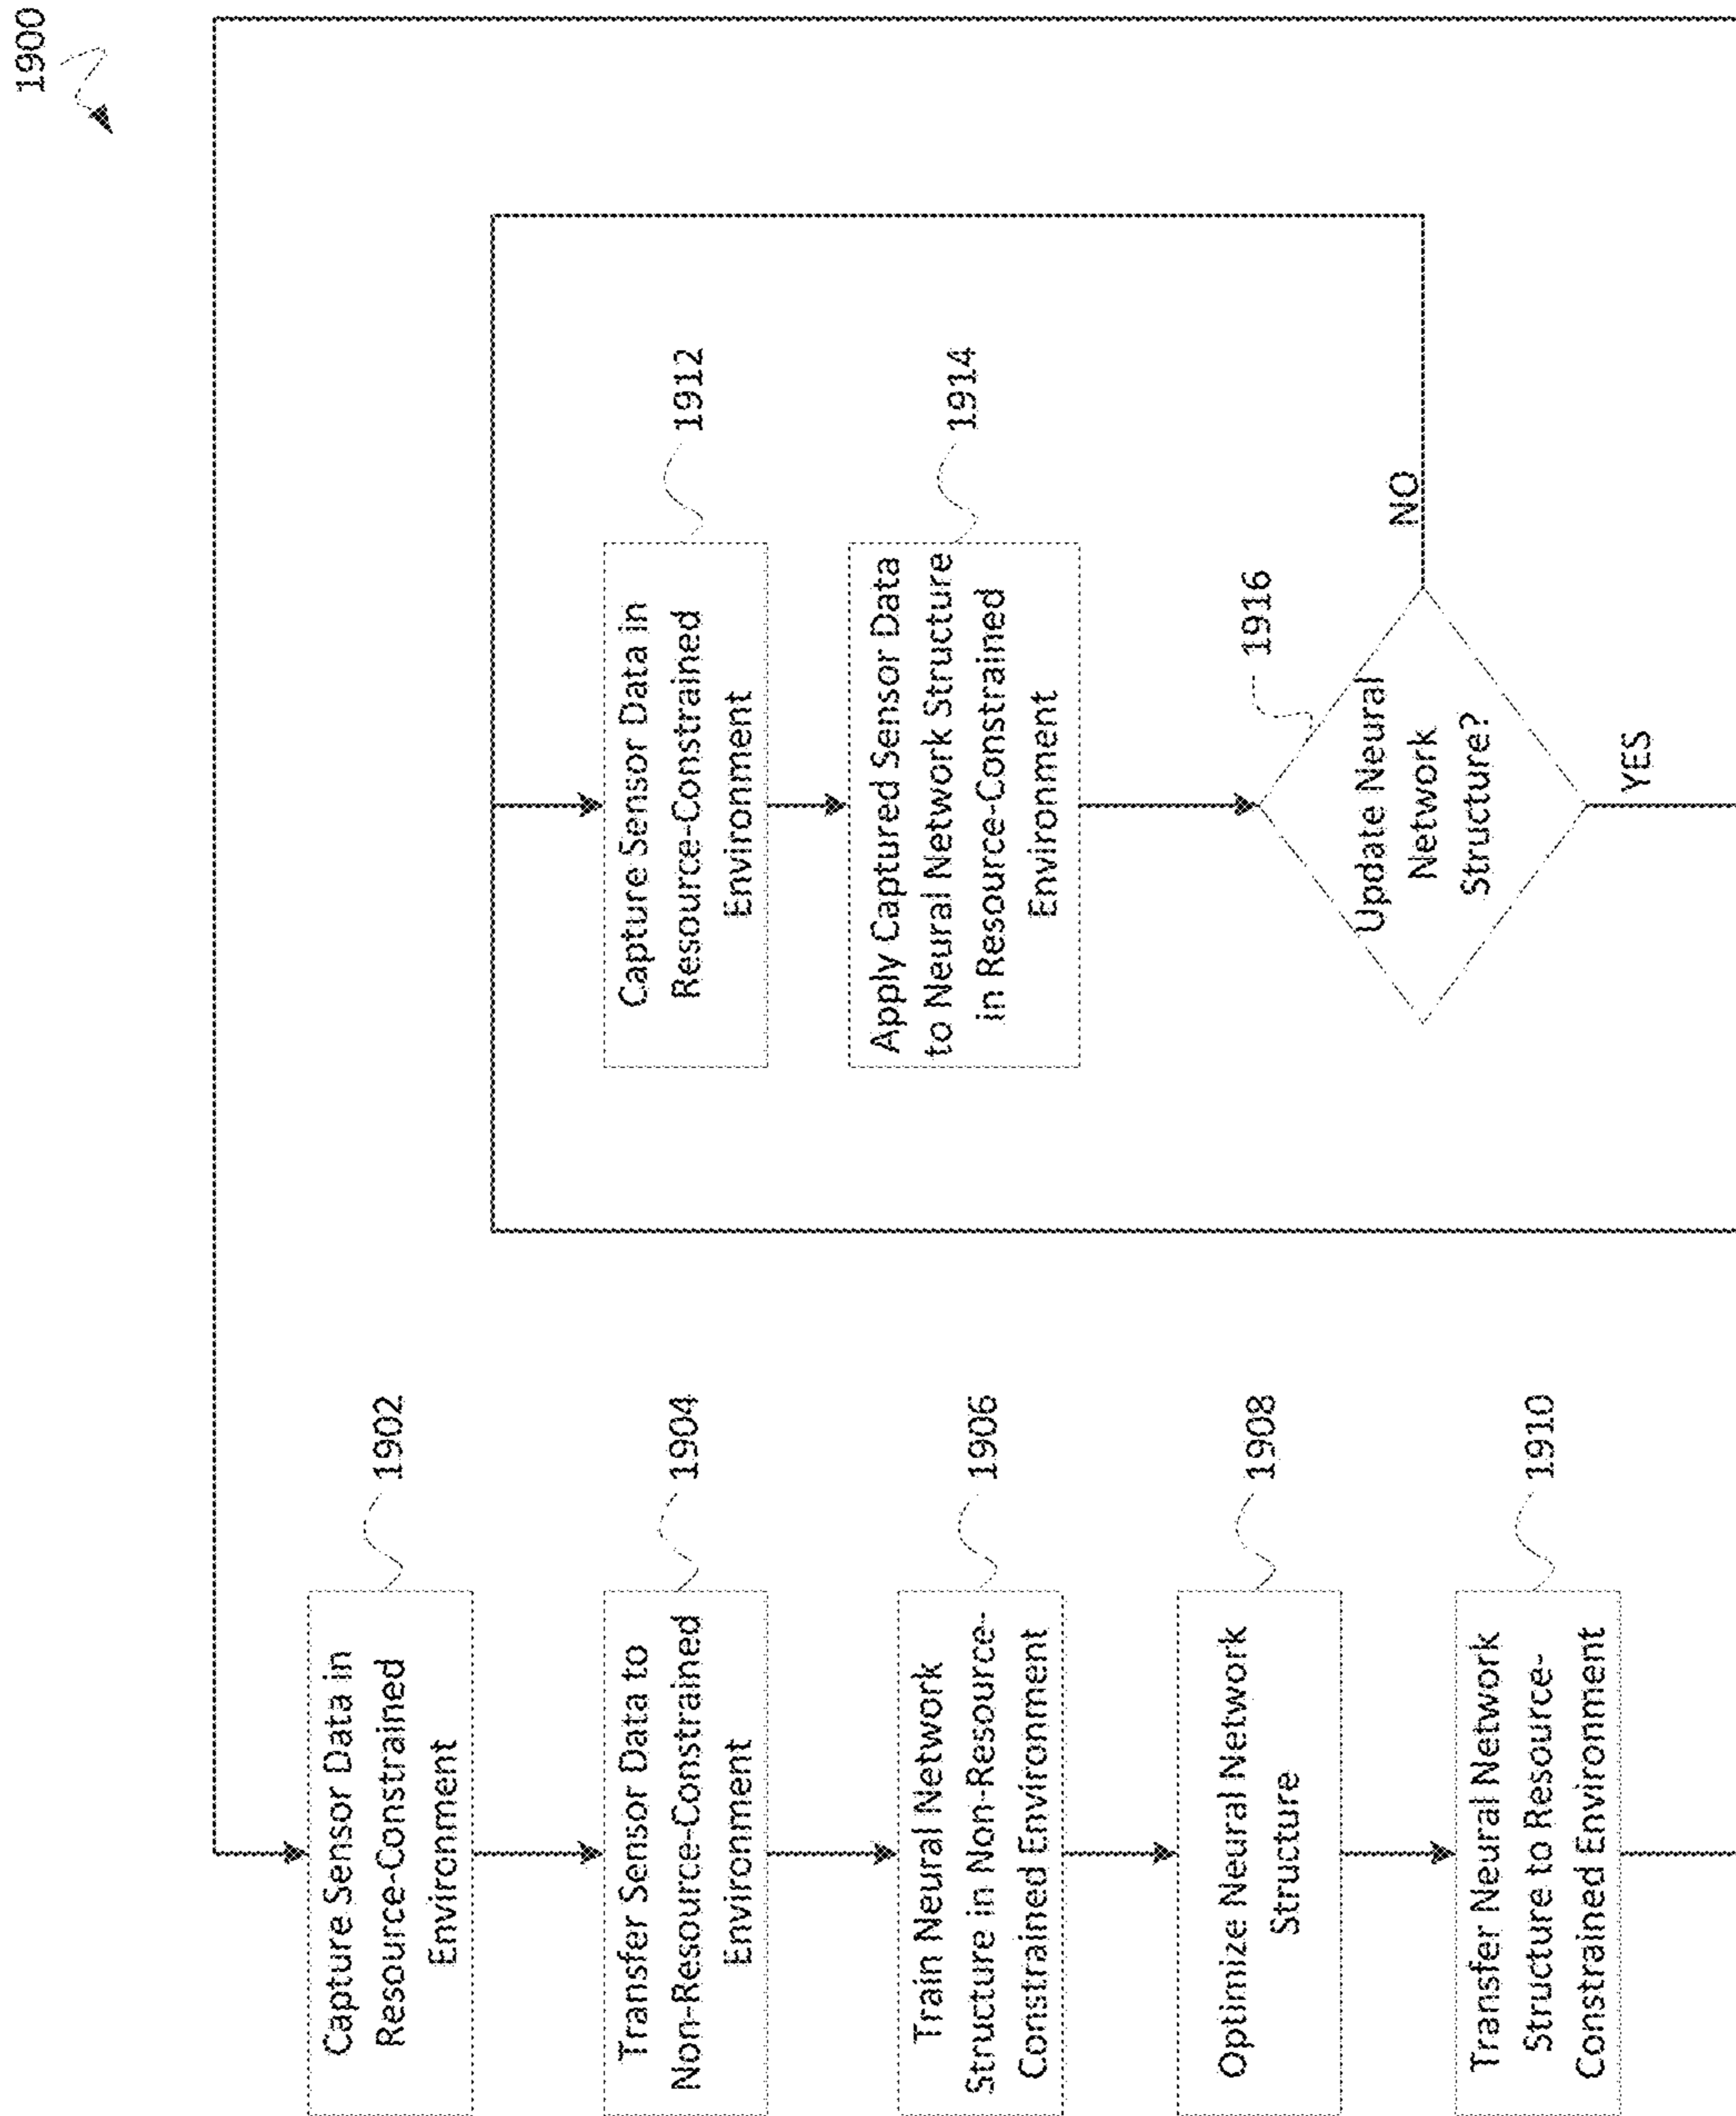 1900
Capture Sensor Data in
Resource-Constrained
Environment
1902
Transfer Sensor Data to
Non-Resource-Constrained
Environment
1904
Train Neural Network
Structure in Non-Resource-
Constrained Environment
1906
Optimize Neural Network
Structure
1908
Transfer Neural Network
Structure to Resource-
Constrained Environment
1910
Capture Sensor Data in
Resource-Constrained
Environment
1912
Apply Captured Sensor Data
to Neural Network Structure
in Resource-Constrained
Environment
1914
Update Neural
Network
Structure?
1916
NO
YES